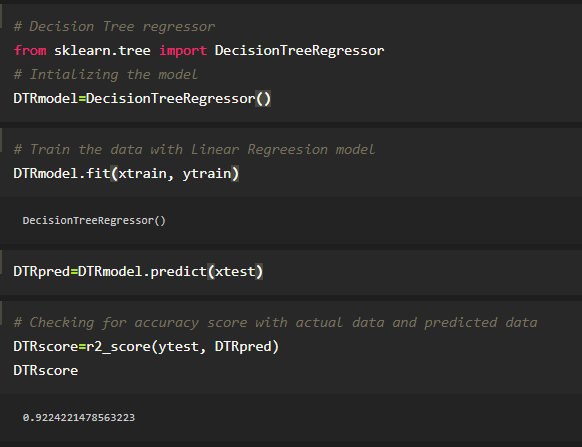 # Decision Tree regressor
from sklearn.tree import DecisionTreeRegressor
# Intializing the model
DTRmodel=DecisionTreeRegressor()
# Train the data with Linear Regreesion model
DTRmodel.fit(xtrain, ytrain)
DecisionTreeRegressor()
DTRpred=DTRmodel.predict(xtest)
# Checking for accuracy score with actual data and predicted data
DTRscore=r2_score(ytest, DTRpred)
DTRscore
0.9224221478563223